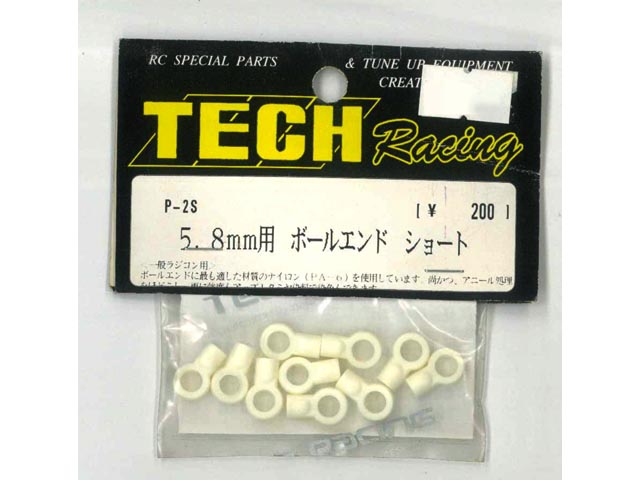 RC SPECIAL PARTS & TUNE UP EQUIPMENT
CREAT
TECH Racing
P-2S [ ¥ 200 ]
5.8mm用 ボールエンド ショート
<一般ラジコン用>
ボールエンドに最も適した材質のナイロン(PA-6)を使用しています。尚かつ、アニール処理
TECH
RACING